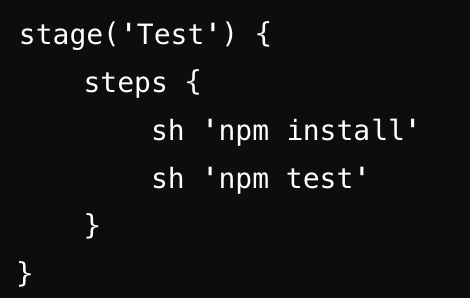 stage('Test') {
    steps {
        sh 'npm install'
        sh 'npm test'
    }
}